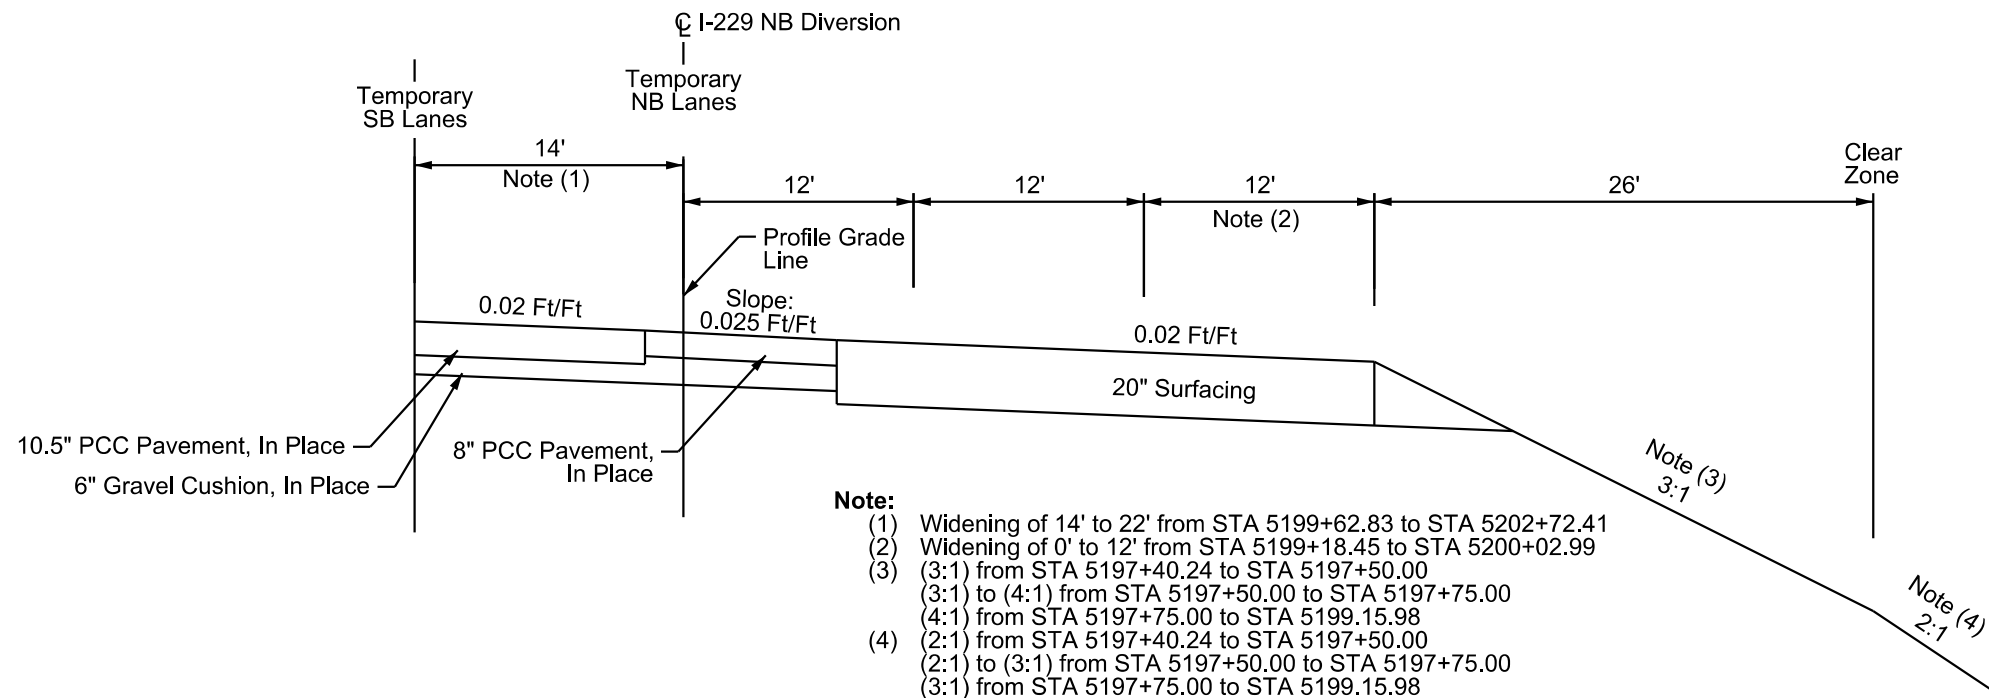 ℄ I-229 NB Diversion
Temporary
SB Lanes
Temporary
NB Lanes
14'
Note (1)
12'
12'
12'
Note (2)
26'
Clear
Zone
Profile Grade
Line
0.02 Ft/Ft
Slope:
0.025 Ft/Ft
0.02 Ft/Ft
20" Surfacing
10.5" PCC Pavement, In Place
6" Gravel Cushion, In Place
8" PCC Pavement,
In Place
Note (3)
3:1
Note (4)
2:1
Note:
(1) Widening of 14' to 22' from STA 5199+62.83 to STA 5202+72.41
(2) Widening of 0' to 12' from STA 5199+18.45 to STA 5200+02.99
(3) (3:1) from STA 5197+40.24 to STA 5197+50.00
(3:1) to (4:1) from STA 5197+50.00 to STA 5197+75.00
(4:1) from STA 5197+75.00 to STA 5199.15.98
(4) (2:1) from STA 5197+40.24 to STA 5197+50.00
(2:1) to (3:1) from STA 5197+50.00 to STA 5197+75.00
(3:1) from STA 5197+75.00 to STA 5199.15.98